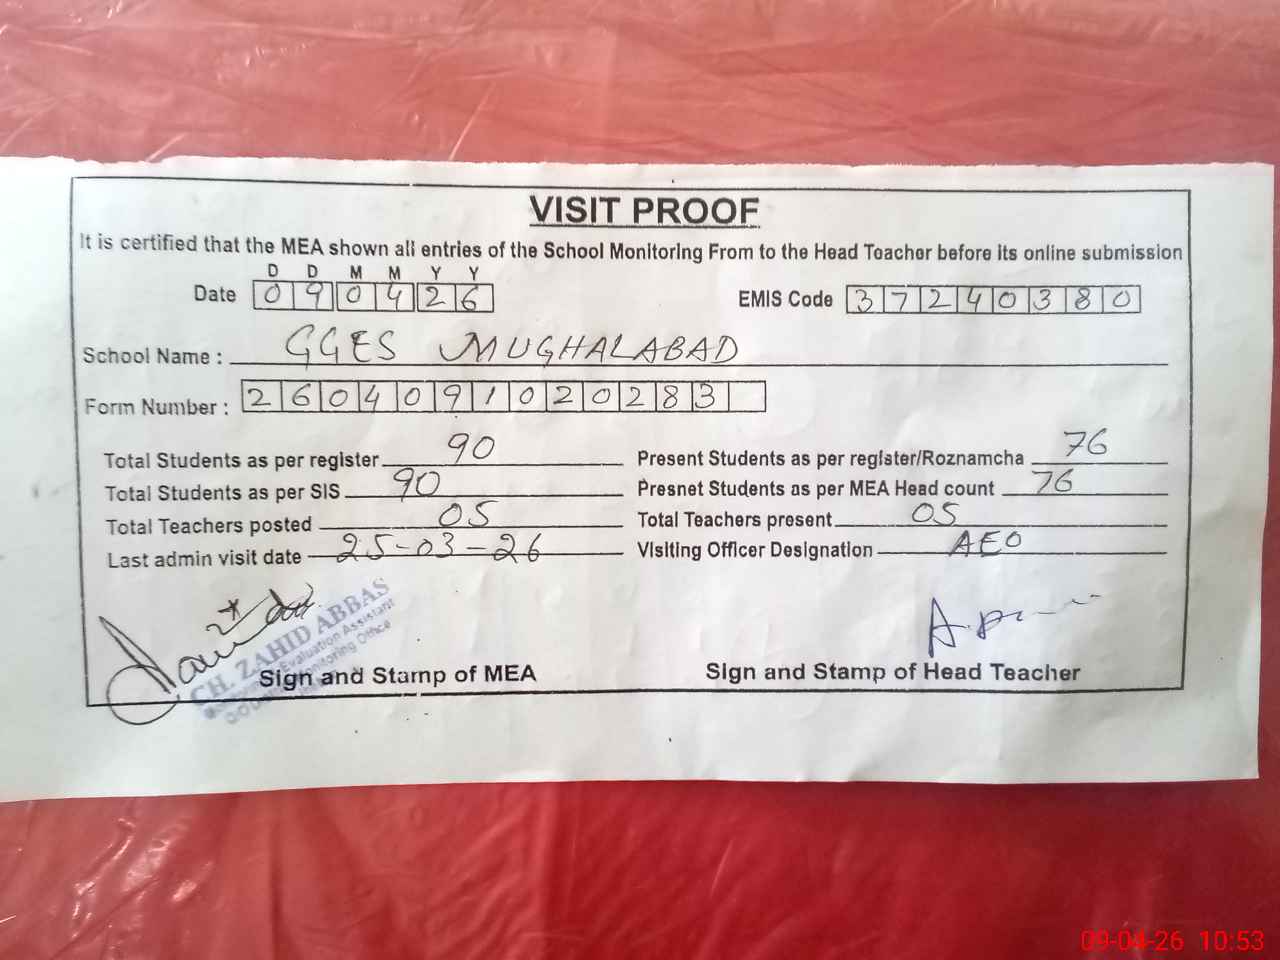 VISIT PROOF
It is certified that the MEA shown all entries of the School Monitoring From to the Head Teacher before its online submission
D D M M Y Y
Date 0 9 0 4 2 6 EMIS Code 3 7 2 4 0 3 8 0
School Name : GGES MUGHALABAD
Form Number : 2 6 0 4 0 9 1 0 2 0 2 8 3
Total Students as per register 90 Present Students as per register/Roznamcha 76
Total Students as per SIS 90 Presnet Students as per MEA Head count 76
Total Teachers posted 05 Total Teachers present 05
Last admin visit date 25-03-26 Visiting Officer Designation AEO
CH. ZAHID ABBAS
Evaluation Assistant
Monitoring Office
Sign and Stamp of MEA Sign and Stamp of Head Teacher
09-04-26 10:53